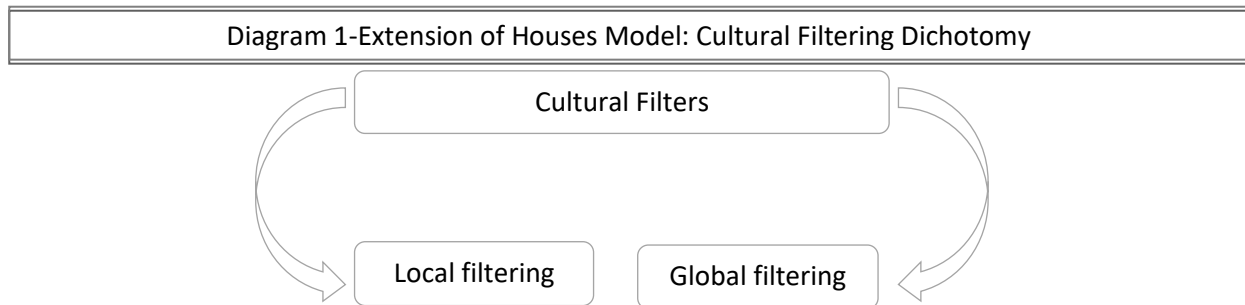 Diagram 1-Extension of Houses Model: Cultural Filtering Dichotomy
Cultural Filters
Local filtering
Global filtering